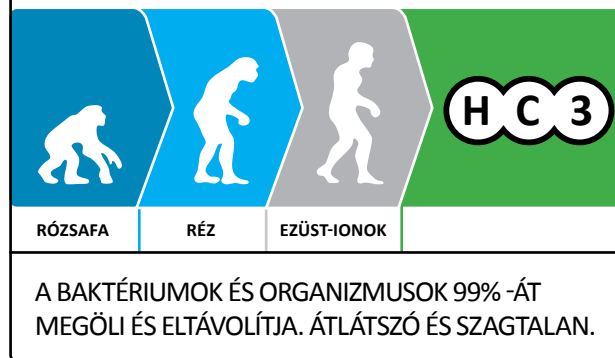 H C 3
RÓZSAFA RÉZ EZÜST-IONOK
A BAKTÉRIUMOK ÉS ORGANIZMUSOK 99% -ÁT
MEGÖLI ÉS ELTÁVOLÍTJA. ÁTLÁTSZÓ ÉS SZAGTALAN.